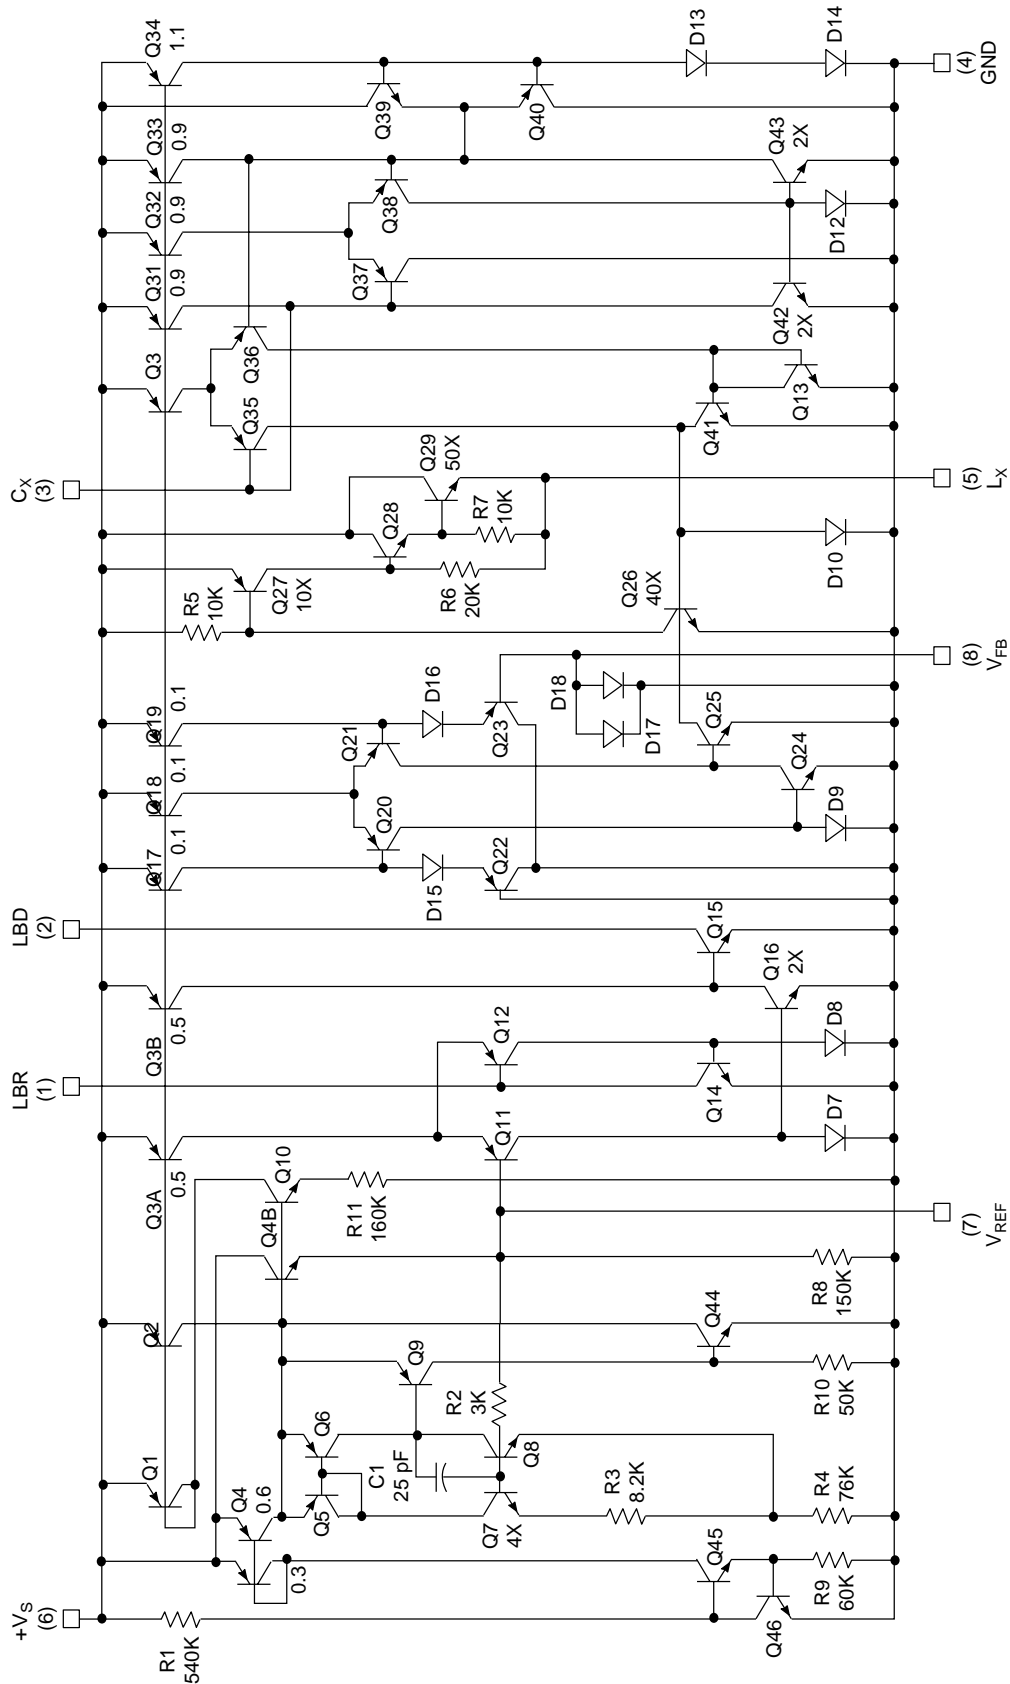 +VS
(6)
LBR
(1)
LBD
(2)
CX
(3)
R1
540K
Q4
0.6
0.3
Q1
Q2
Q3A
0.5
Q3B
0.5
Q17
0.1
Q18
0.1
Q19
0.1
R5
10K
Q27
10X
Q28
Q29
50X
R6
20K
R7
10K
Q3
Q31
0.9
Q32
0.9
Q33
0.9
Q34
1.1
Q35
Q36
Q37
Q38
Q39
Q40
Q5
Q6
C1
25 pF
Q9
Q4B
Q10
R11
160K
Q20
Q21
D15
D16
Q7
4X
Q8
R2
3K
Q11
Q12
Q22
Q23
D18
D17
R3
8.2K
Q26
40X
Q45
Q46
R9
60K
R4
76K
R10
50K
Q44
R8
150K
Q14
Q15
Q16
2X
D7
D8
D9
Q24
Q25
D10
Q41
Q13
Q42
2X
D12
Q43
2X
D13
D14
(7)
VREF
(8)
VFB
(5)
LX
(4)
GND